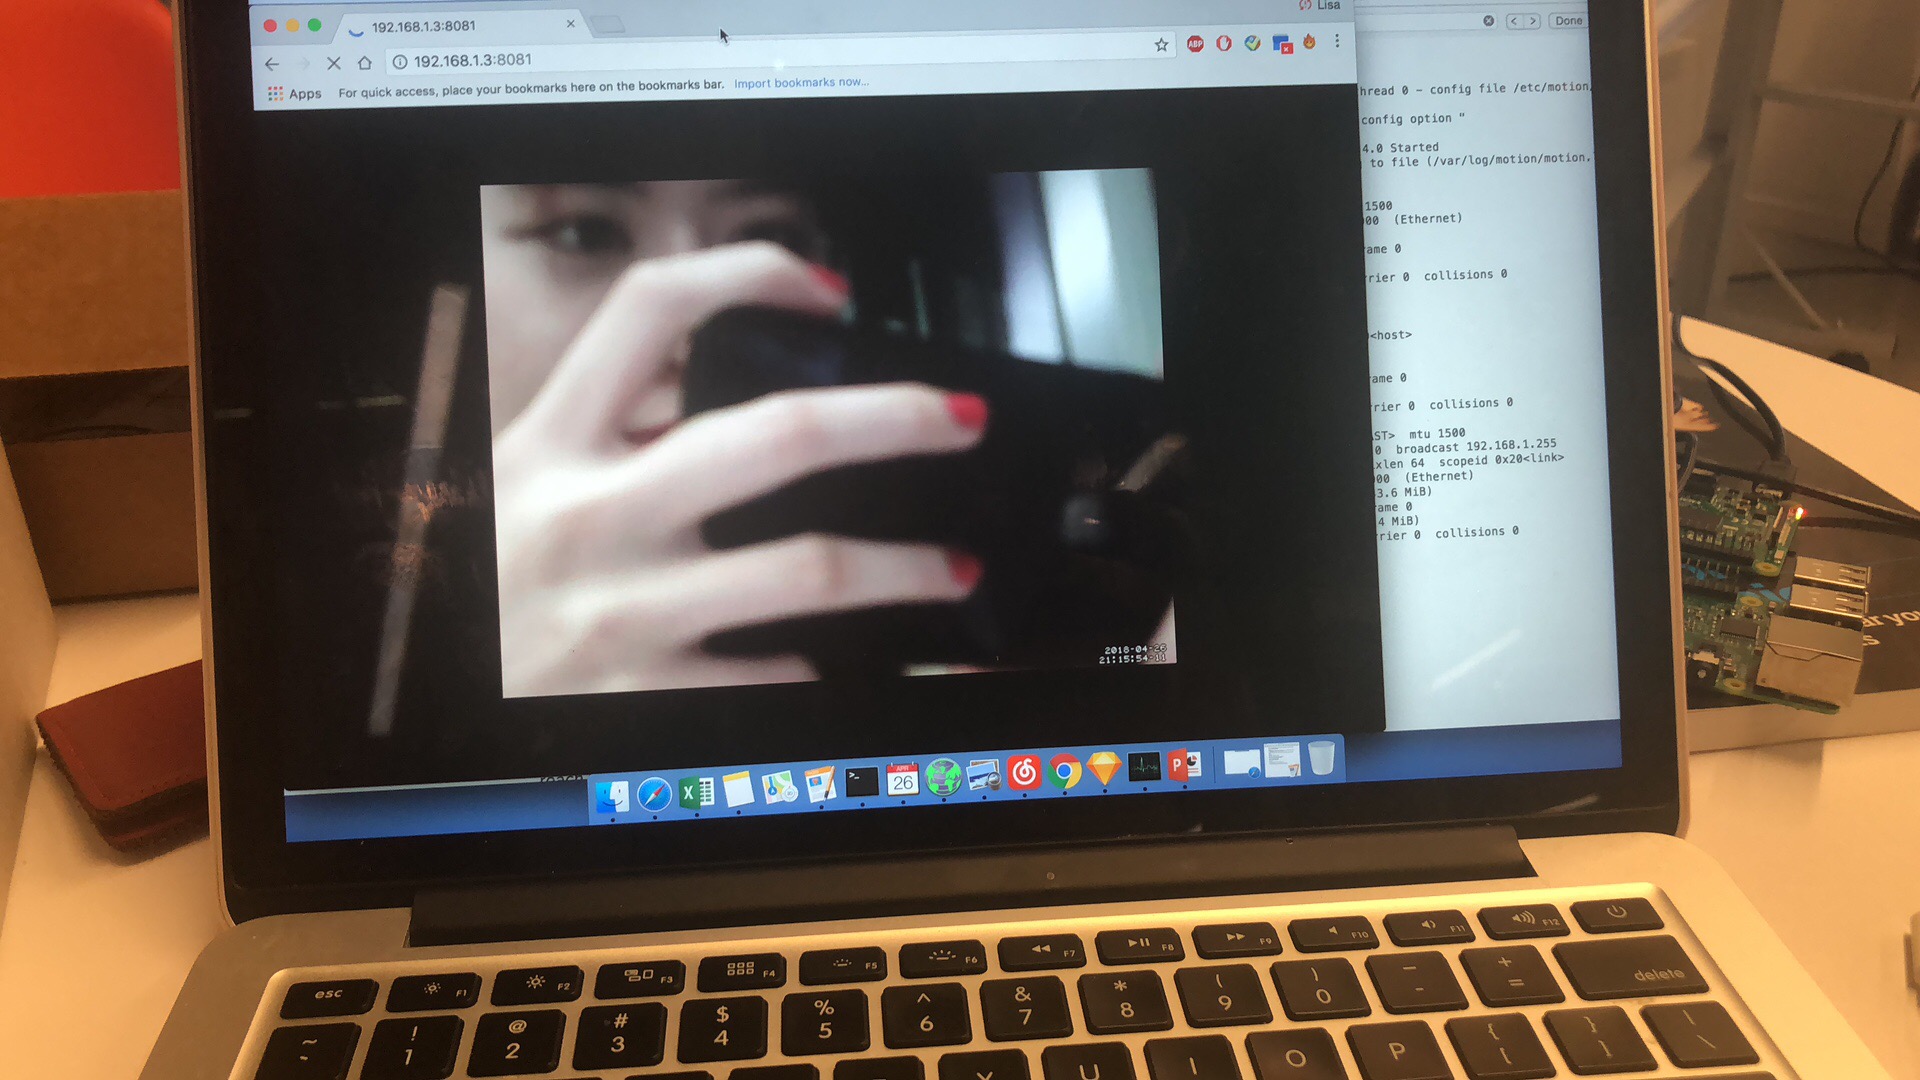 Lisa
192.168.1.3:8081
192.168.1.3:8081
ABP
Apps For quick access, place your bookmarks here on the bookmarks bar. Import bookmarks now...
Done
hread 0 - config file /etc/motion
config option "
4.0 Started
to file (/var/log/motion/motion.
1500
00 (Ethernet)
ame 0
rier 0 collisions 0
<host>
ame 0
rier 0 collisions 0
ST> mtu 1500
0 broadcast 192.168.1.255
xlen 64 scopeid 0x20<link>
00 (Ethernet)
3.6 MiB)
ame 0
4 MiB)
rier 0 collisions 0
2018-04-26
APR
26
X
P
esc F1 F2 F3 F4 F5 F6 F7 F8 F9 F10 F11 F12
~ ! 1 @ 2 # 3 $ 4 % 5 ^ 6 & 7 * 8 ( 9 ) 0 - + = delete
U I O P { [ } ] \